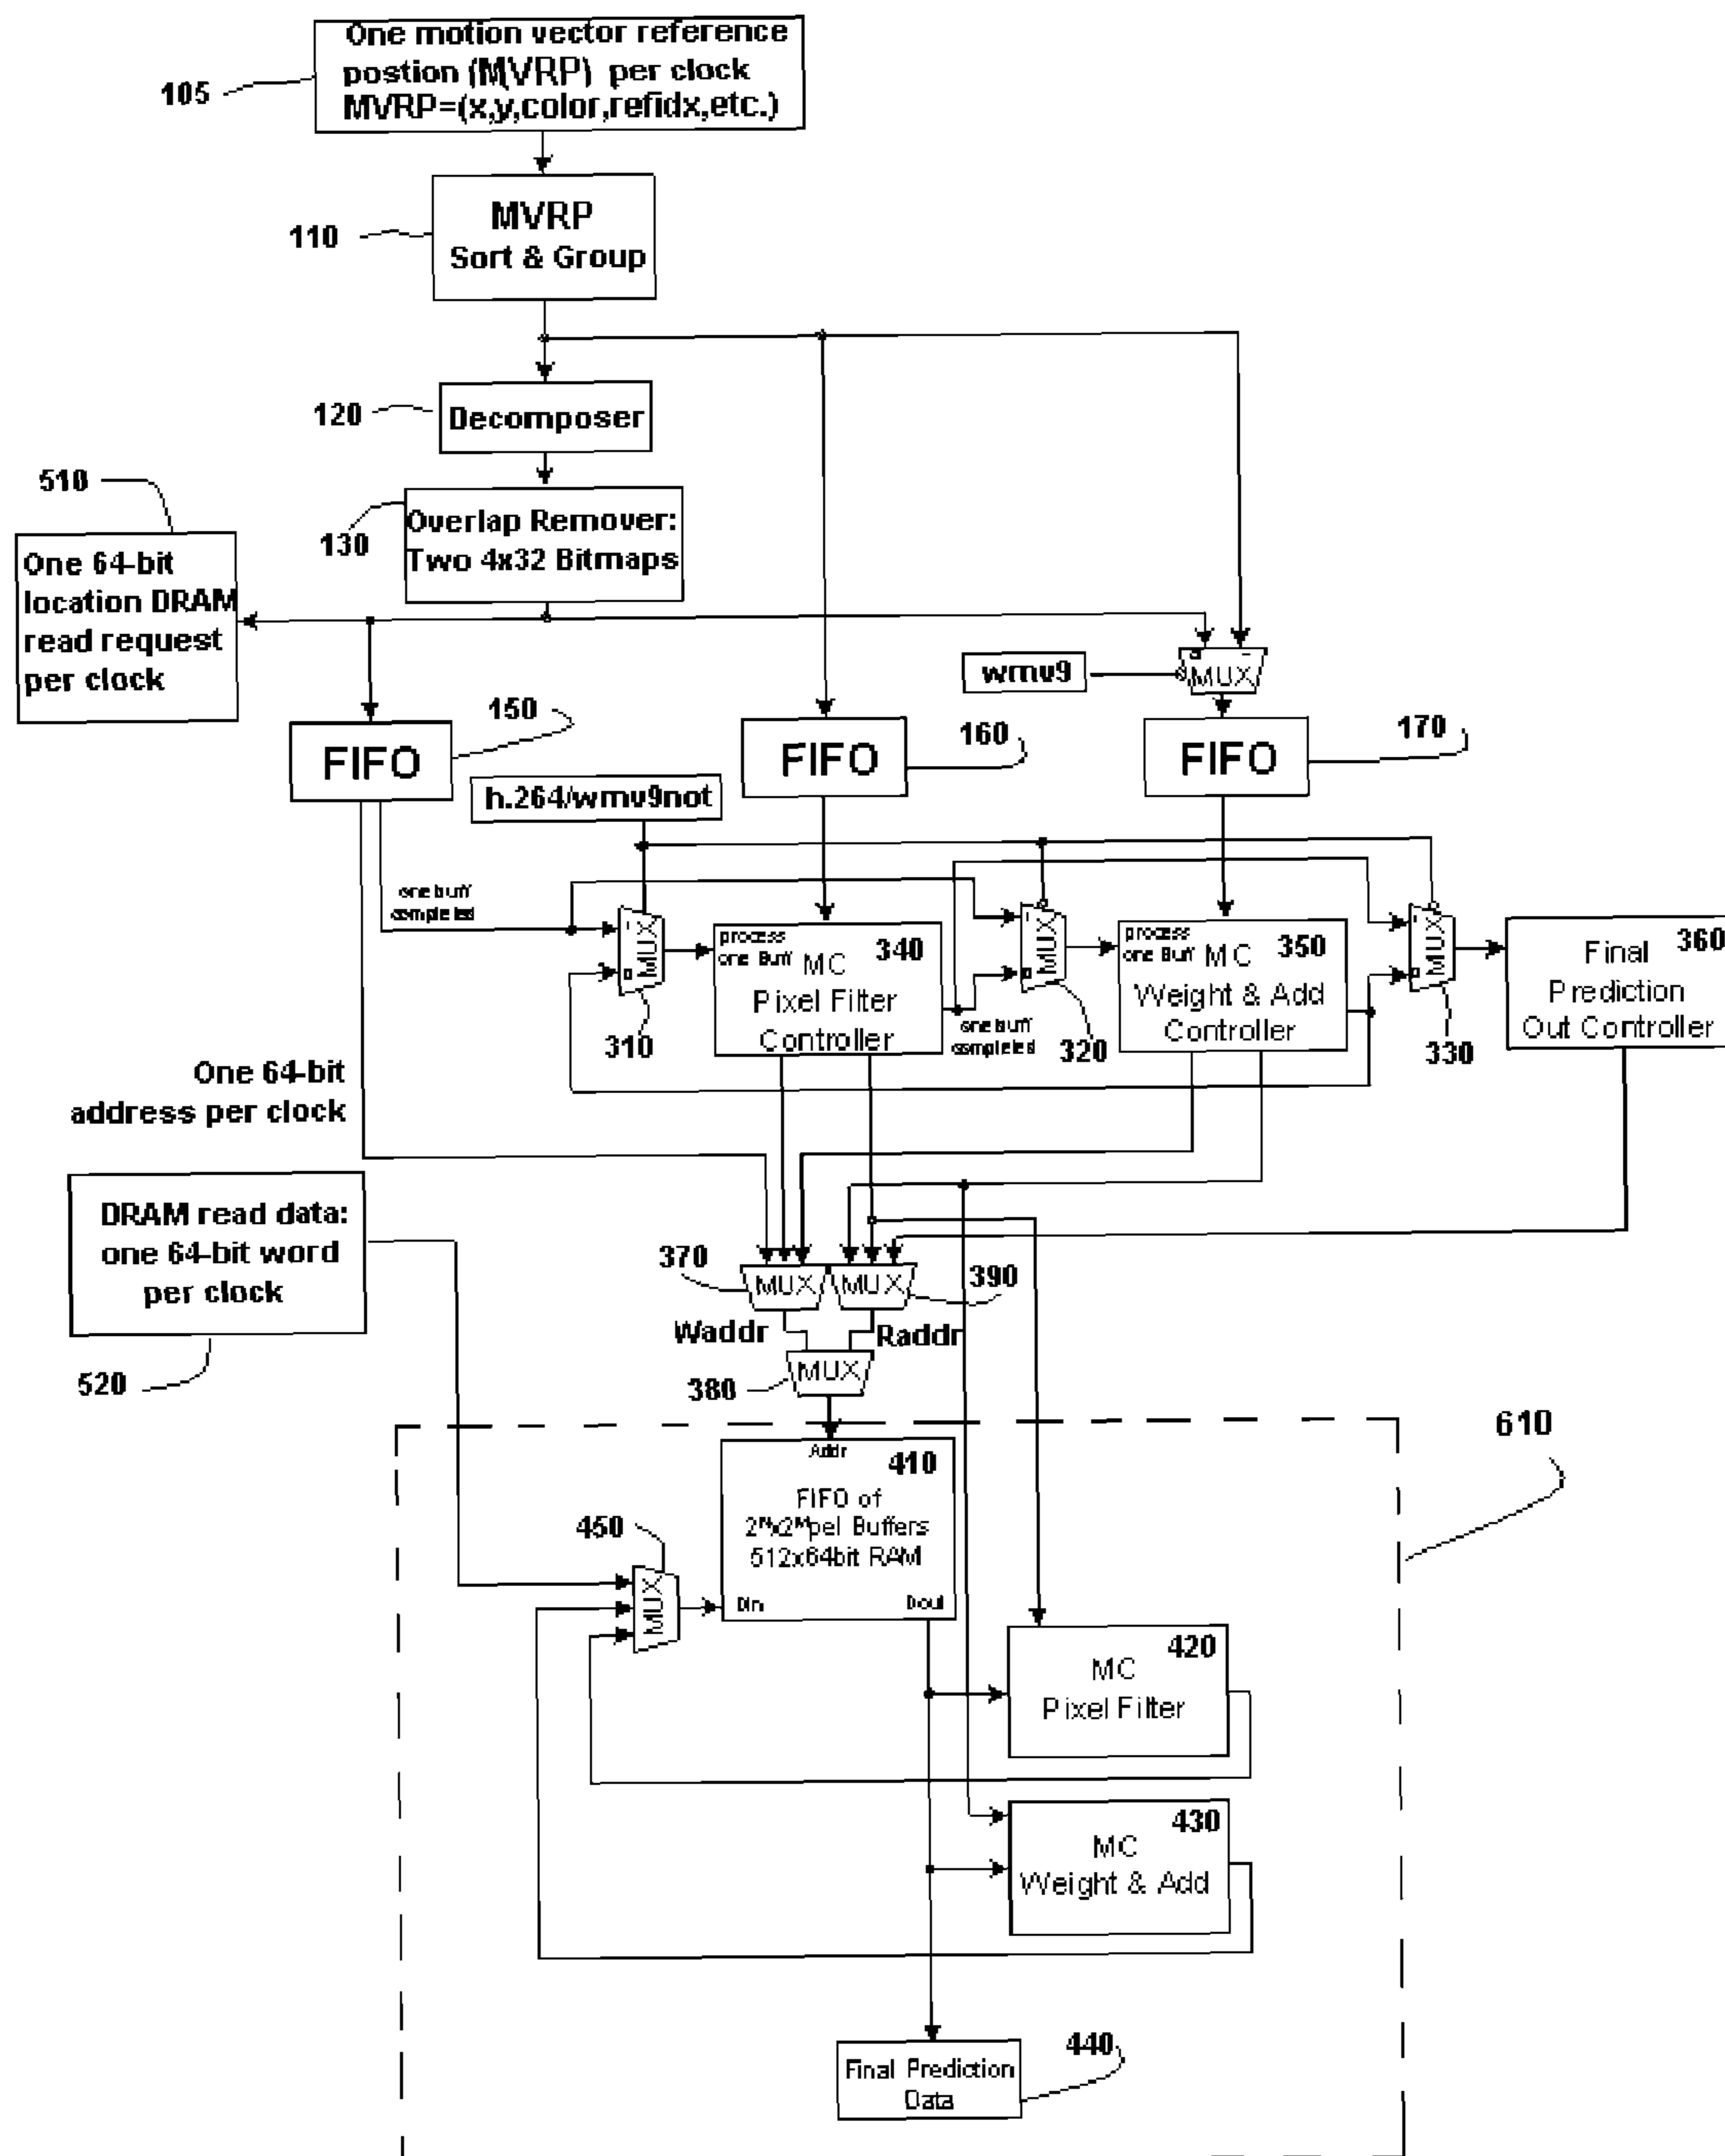 One motion vector reference
postion (MVRP) per clock
MVRP=(x,y,color,refidx,etc.)
105
MVRP
Sort & Group
110
Decomposer
120
510
Overlap Remover:
Two 4x32 Bitmaps
130
One 64-bit
location DRAM
read request
per clock
wmv9
MUX
150
FIFO
160
FIFO
170
FIFO
h.264/wmv9not
one buff
completed
MUX
310
process
one Buff
340
MC
Pixel Filter
Controller
one buff
completed
MUX
320
process
one Buff
350
MC
Weight & Add
Controller
MUX
330
360
Final
Prediction
Out Controller
One 64-bit
address per clock
DRAM read data:
one 64-bit word
per clock
520
370
MUX
MUX
390
Waddr
Raddr
380
MUX
610
Addr
410
FIFO of
2ᴺx2ᴹpel Buffers
512x64bit RAM
Din
Dout
450
MUX
420
MC
Pixel Filter
430
MC
Weight & Add
440
Final Prediction
Data